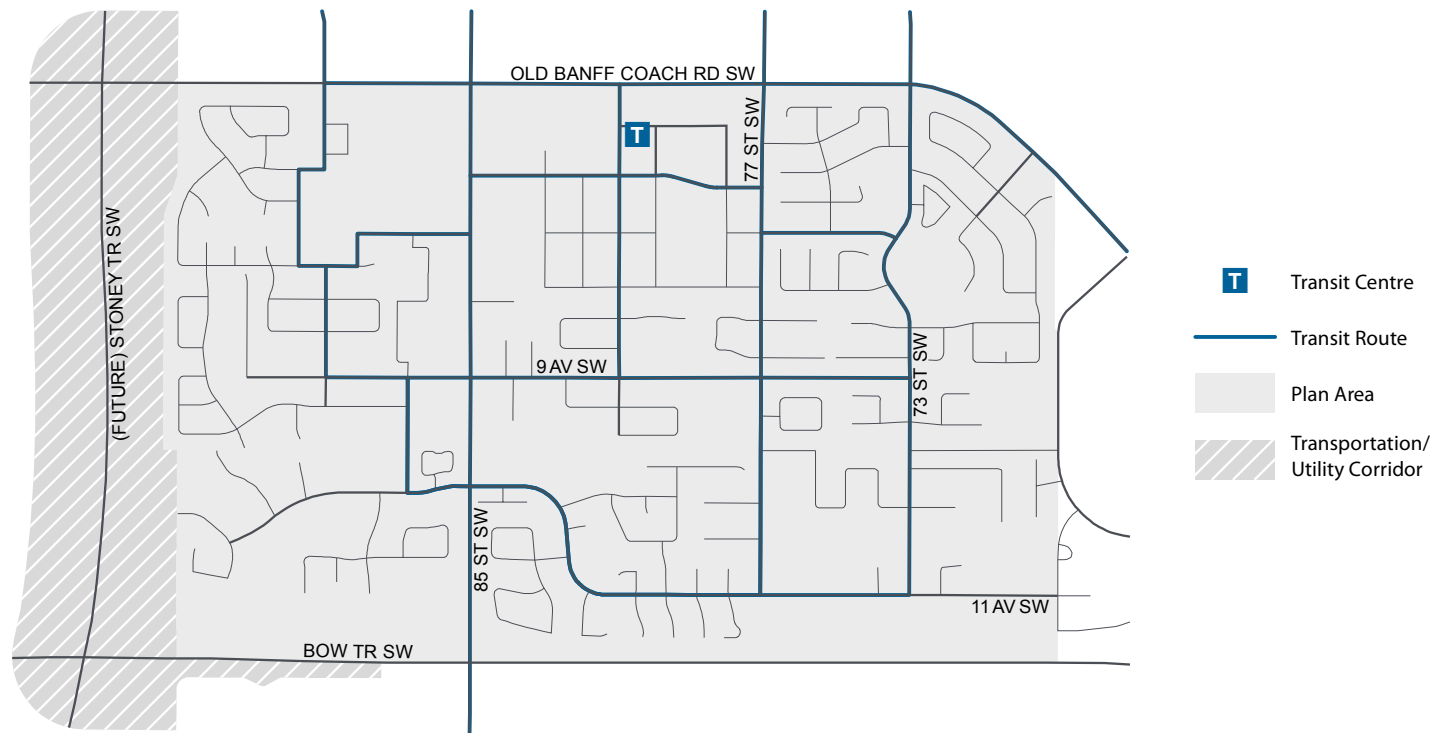 OLD BANFF COACH RD SW
T
77 ST SW
(FUTURE) STONEY TR SW
9 AV SW
73 ST SW
85 ST SW
11 AV SW
BOW TR SW
T Transit Centre
Transit Route
Plan Area
Transportation/
Utility Corridor